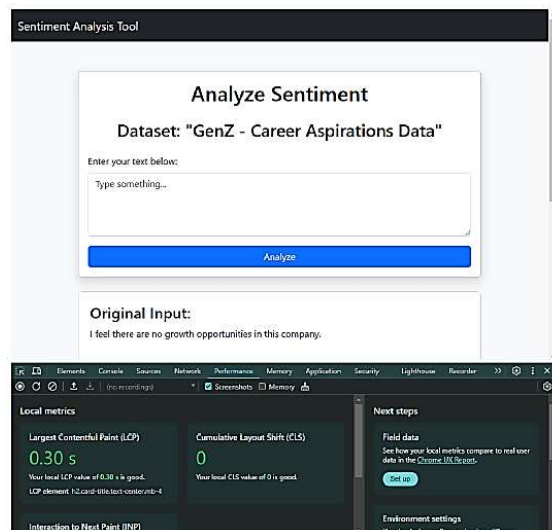 Sentiment Analysis Tool
Analyze Sentiment
Dataset: "GenZ - Career Aspirations Data"
Enter your text below:
Type something...
Analyze
Original Input:
I feel there are no growth opportunities in this company.
Elements Console Sources Network Performance Memory Application Security Lighthouse Recorder
(no recordings) Screenshots Memory
Local metrics
Largest Contentful Paint (LCP)
0.30 s
Your local LCP value of 0.30 s is good.
LCP element h2.card-title.text-center.mb-4
Cumulative Layout Shift (CLS)
0
Your local CLS value of 0 is good.
Interaction to Next Paint (INP)
Next steps
Field data
See how your local metrics compare to real user
data in the Chrome UX Report.
Set up
Environment settings